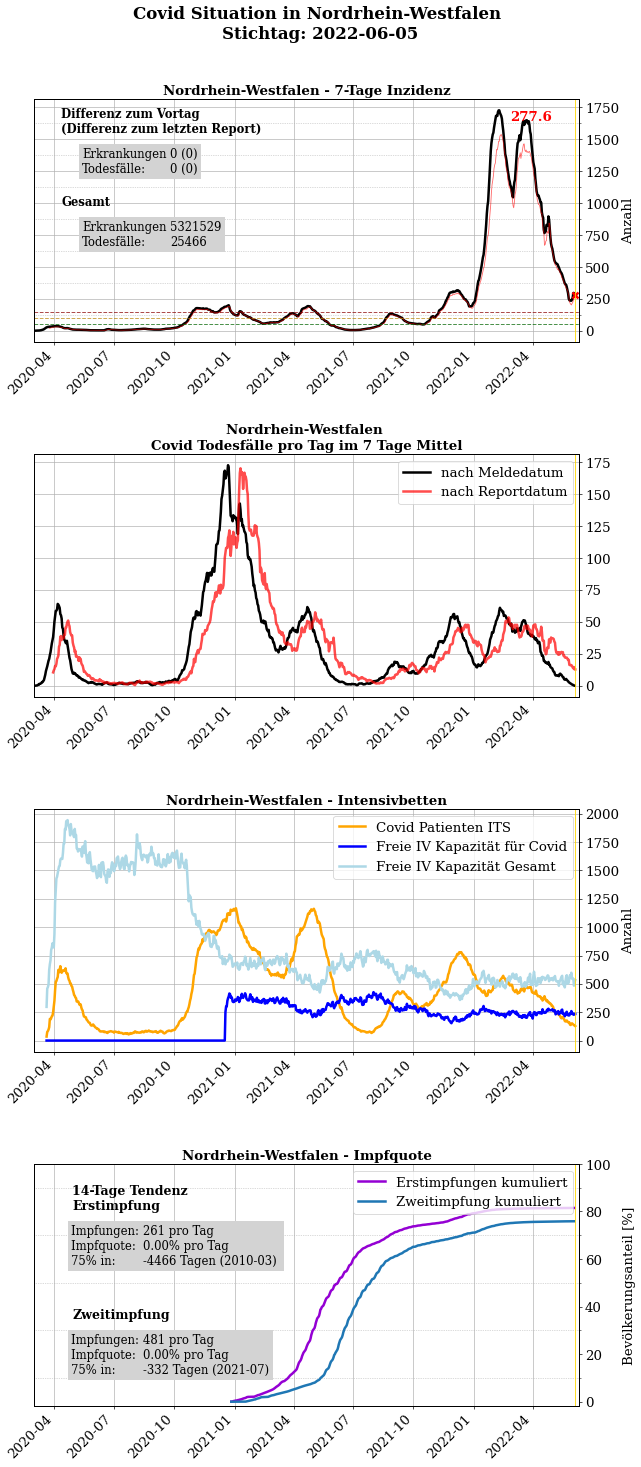 Covid Situation in Nordrhein-Westfalen
Stichtag: 2022-06-05
Nordrhein-Westfalen - 7-Tage Inzidenz
Differenz zum Vortag
(Differenz zum letzten Report)
Erkrankungen 0 (0)
Todesfälle: 0 (0)
Gesamt
Erkrankungen 5321529
Todesfälle: 25466
277.6
1750
1500
1250
1000
750
500
250
0
Anzahl
2020-04
2020-07
2020-10
2021-01
2021-04
2021-07
2021-10
2022-01
2022-04
Nordrhein-Westfalen
Covid Todesfälle pro Tag im 7 Tage Mittel
nach Meldedatum
nach Reportdatum
175
150
125
100
75
50
25
0
2020-04
2020-07
2020-10
2021-01
2021-04
2021-07
2021-10
2022-01
2022-04
Nordrhein-Westfalen - Intensivbetten
Covid Patienten ITS
Freie IV Kapazität für Covid
Freie IV Kapazität Gesamt
2000
1750
1500
1250
1000
750
500
250
0
Anzahl
2020-04
2020-07
2020-10
2021-01
2021-04
2021-07
2021-10
2022-01
2022-04
Nordrhein-Westfalen - Impfquote
14-Tage Tendenz
Erstimpfung
Impfungen: 261 pro Tag
Impfquote: 0.00% pro Tag
75% in: -4466 Tagen (2010-03)
Zweitimpfung
Impfungen: 481 pro Tag
Impfquote: 0.00% pro Tag
75% in: -332 Tagen (2021-07)
Erstimpfungen kumuliert
Zweitimpfung kumuliert
100
80
60
40
20
0
Bevölkerungsanteil [%]
2020-04
2020-07
2020-10
2021-01
2021-04
2021-07
2021-10
2022-01
2022-04